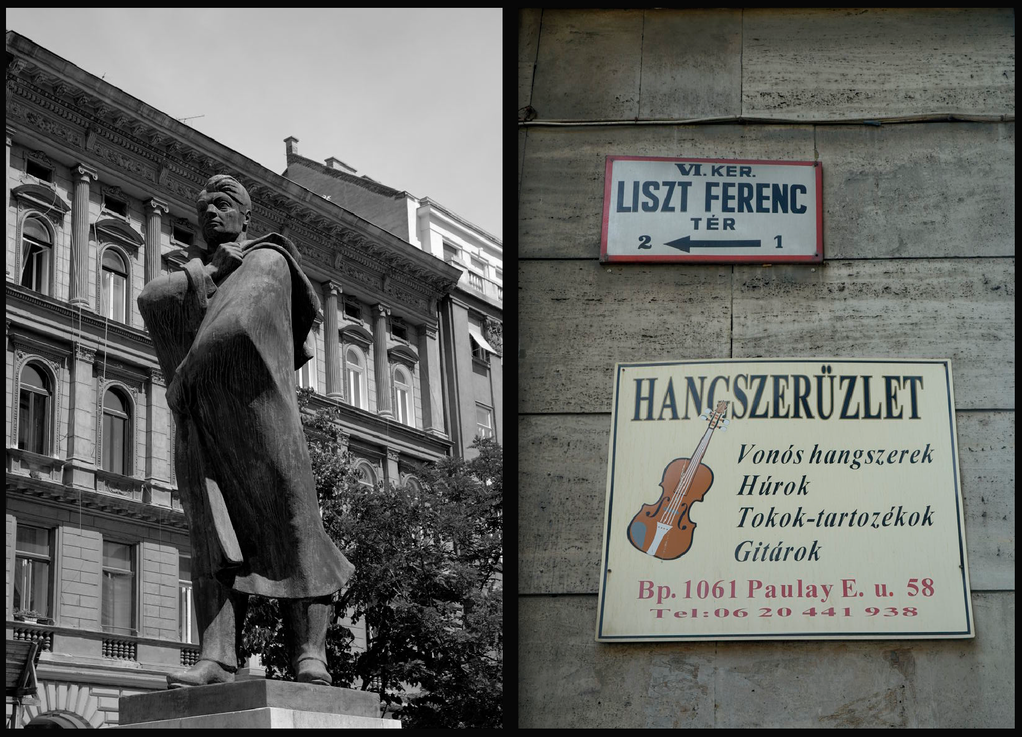 VI. KER.
LISZT FERENC
TÉR
2 ← 1
HANGSZERÜZLET
Vonós hangszerek
Húrok
Tokok-tartozékok
Gitárok
Bp. 1061 Paulay E. u. 58
Tel:06 20 441 938